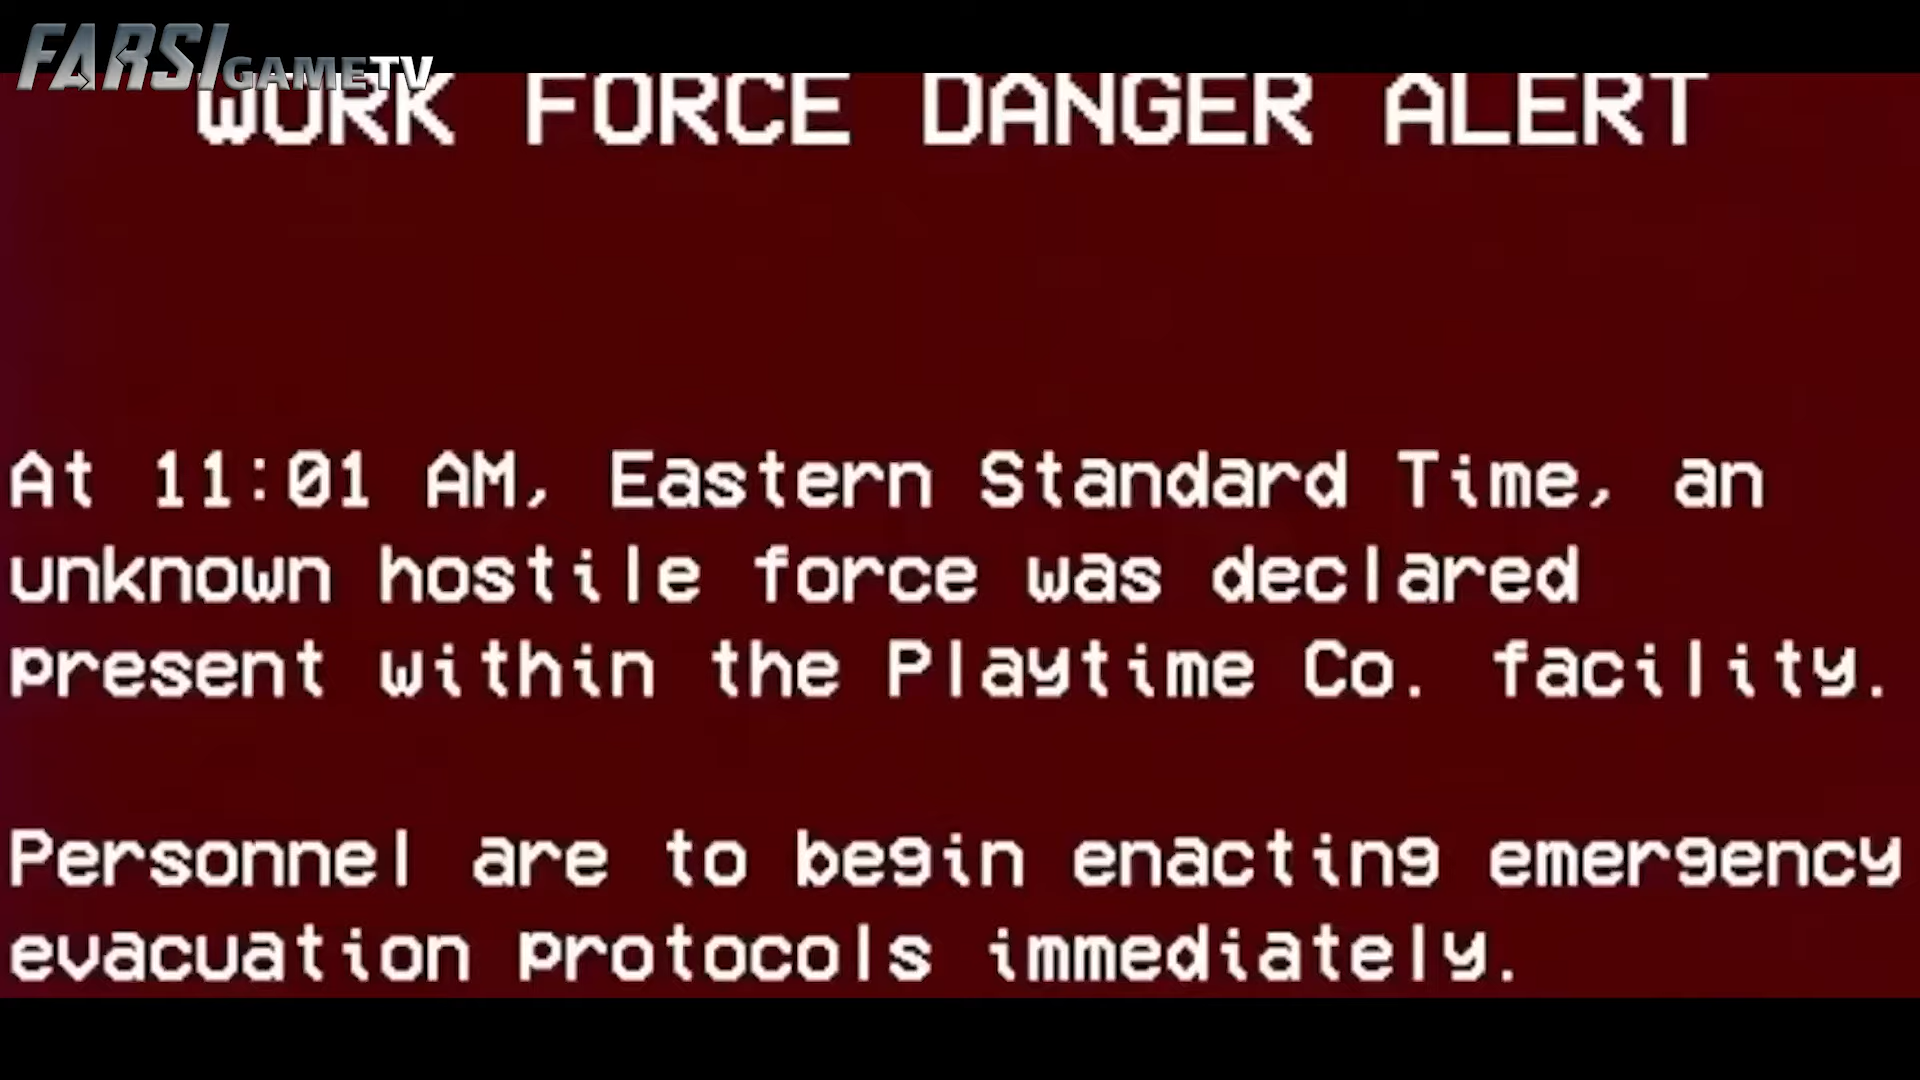 FARSIGAMETV
WORK FORCE DANGER ALERT
At 11:01 AM, Eastern Standard Time, an
unknown hostile force was declared
present within the Playtime Co. facility.
Personnel are to begin enacting emergency
evacuation protocols immediately.